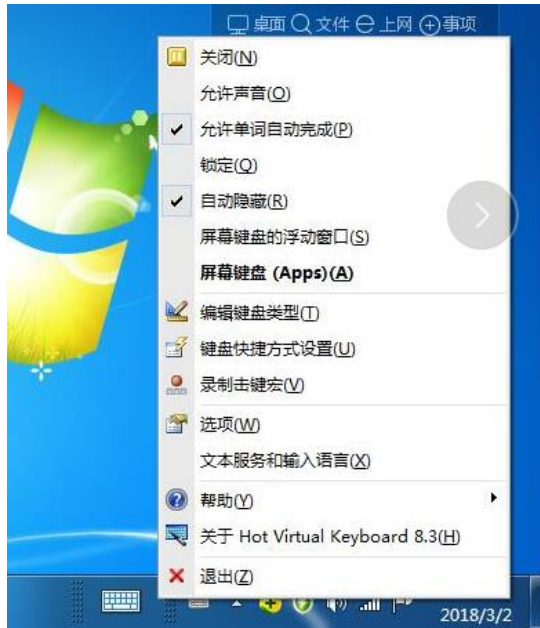 桌面 文件 上网 事项
关闭(N)
允许声音(O)
允许单词自动完成(P)
锁定(Q)
自动隐藏(R)
屏幕键盘的浮动窗口(S)
屏幕键盘 (Apps)(A)
编辑键盘类型(T)
键盘快捷方式设置(U)
录制击键宏(V)
选项(W)
文本服务和输入语言(X)
帮助(Y)
关于 Hot Virtual Keyboard 8.3(H)
退出(Z)
2018/3/2